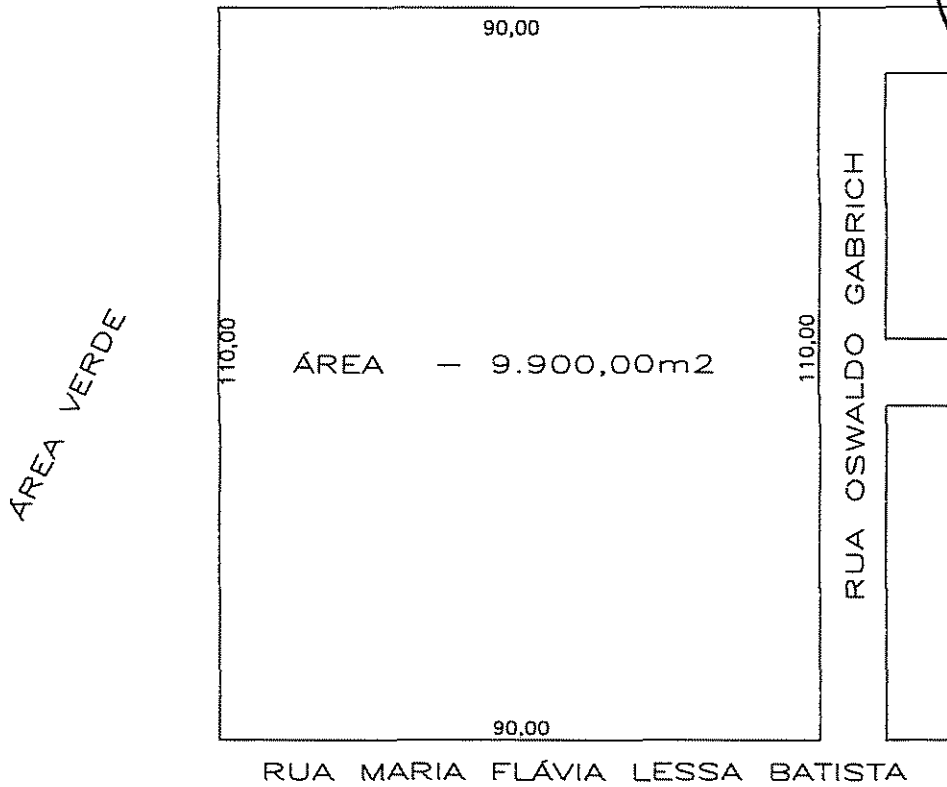 90,00
RUA OSWALDO GABRICH
ÁREA VERDE
110,00
ÁREA - 9.900,00m2
110,00
90,00
RUA MARIA FLÁVIA LESSA BATISTA